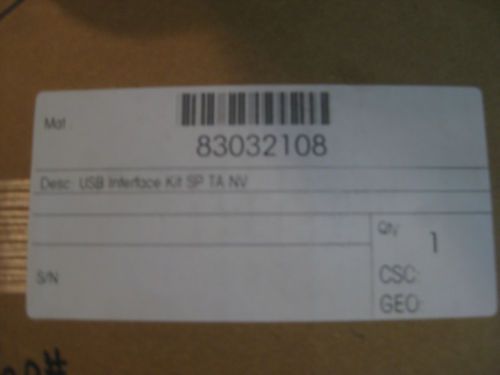 Mat
83032108
Desc: USB Interface Kit SP TA NV
Qty
1
S/N
CSC:
GEO: